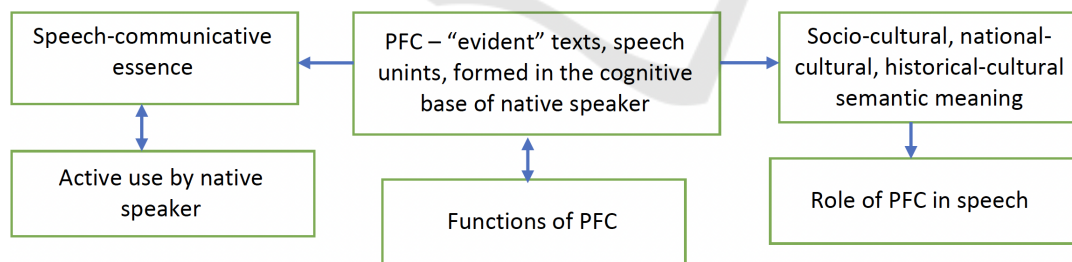 Speech-communicative
essence
PFC – “evident” texts, speech
unints, formed in the cognitive
base of native speaker
Socio-cultural, national-
cultural, historical-cultural
semantic meaning
Active use by native
speaker
Functions of PFC
Role of PFC in speech